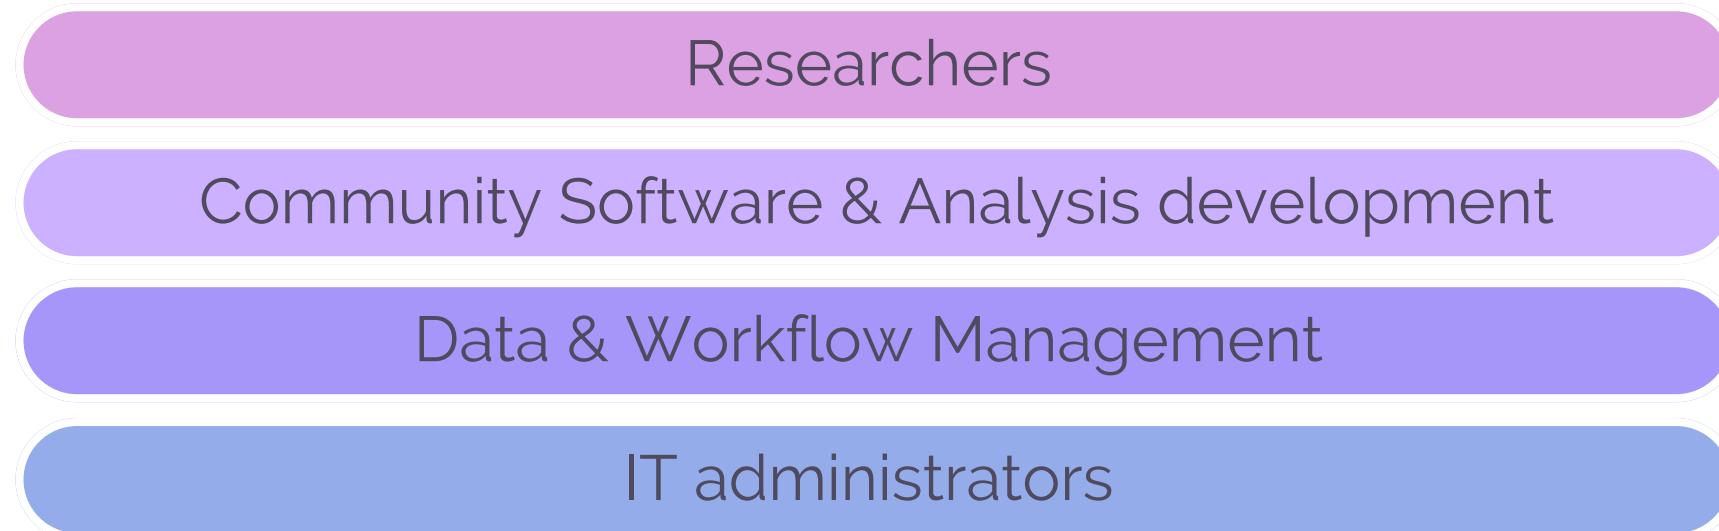 Researchers
Community Software & Analysis development
Data & Workflow Management
IT administrators